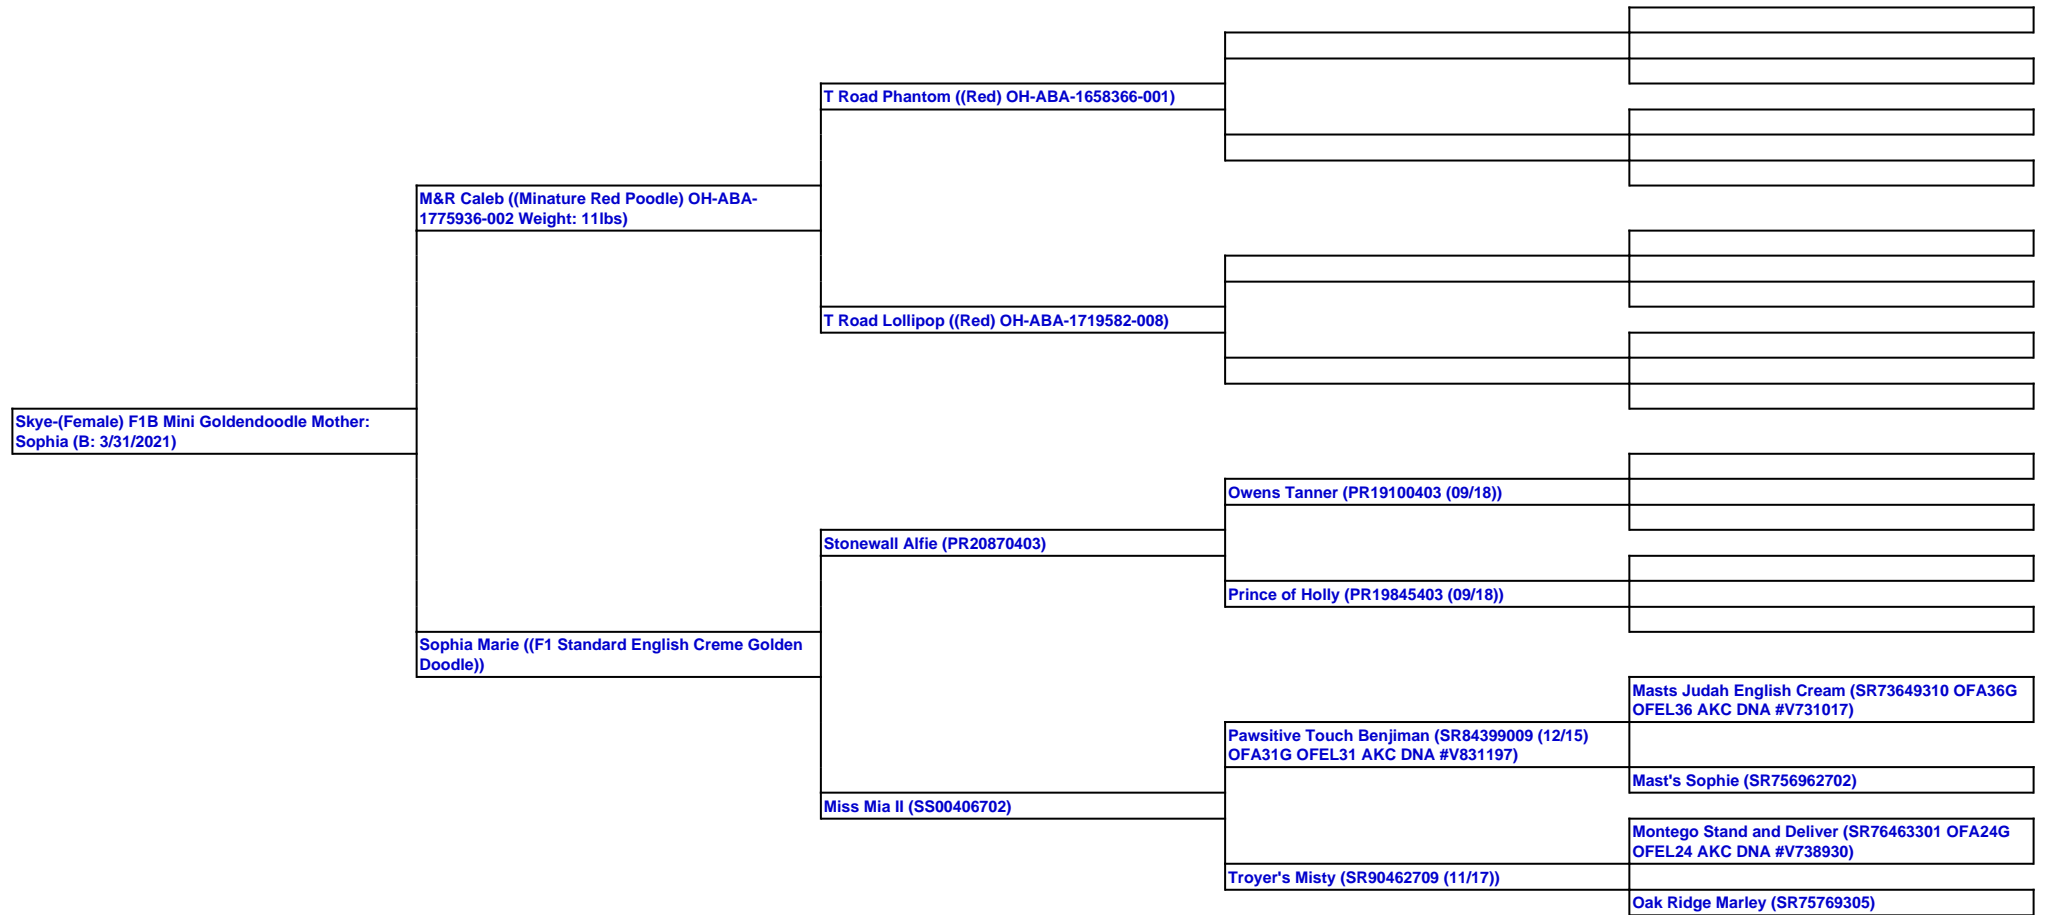 T Road Phantom ((Red) OH-ABA-1658366-001)
M&R Caleb ((Minature Red Poodle) OH-ABA-
1775936-002 Weight: 11lbs)
T Road Lollipop ((Red) OH-ABA-1719582-008)
Skye-(Female) F1B Mini Goldendoodle Mother:
Sophia (B: 3/31/2021)
Owens Tanner (PR19100403 (09/18))
Stonewall Alfie (PR20870403)
Prince of Holly (PR19845403 (09/18))
Sophia Marie ((F1 Standard English Creme Golden
Doodle))
Masts Judah English Cream (SR73649310 OFA36G
OFEL36 AKC DNA #V731017)
Pawsitive Touch Benjiman (SR84399009 (12/15)
OFA31G OFEL31 AKC DNA #V831197)
Mast's Sophie (SR756962702)
Miss Mia II (SS00406702)
Montego Stand and Deliver (SR76463301 OFA24G
OFEL24 AKC DNA #V738930)
Troyer's Misty (SR90462709 (11/17))
Oak Ridge Marley (SR75769305)